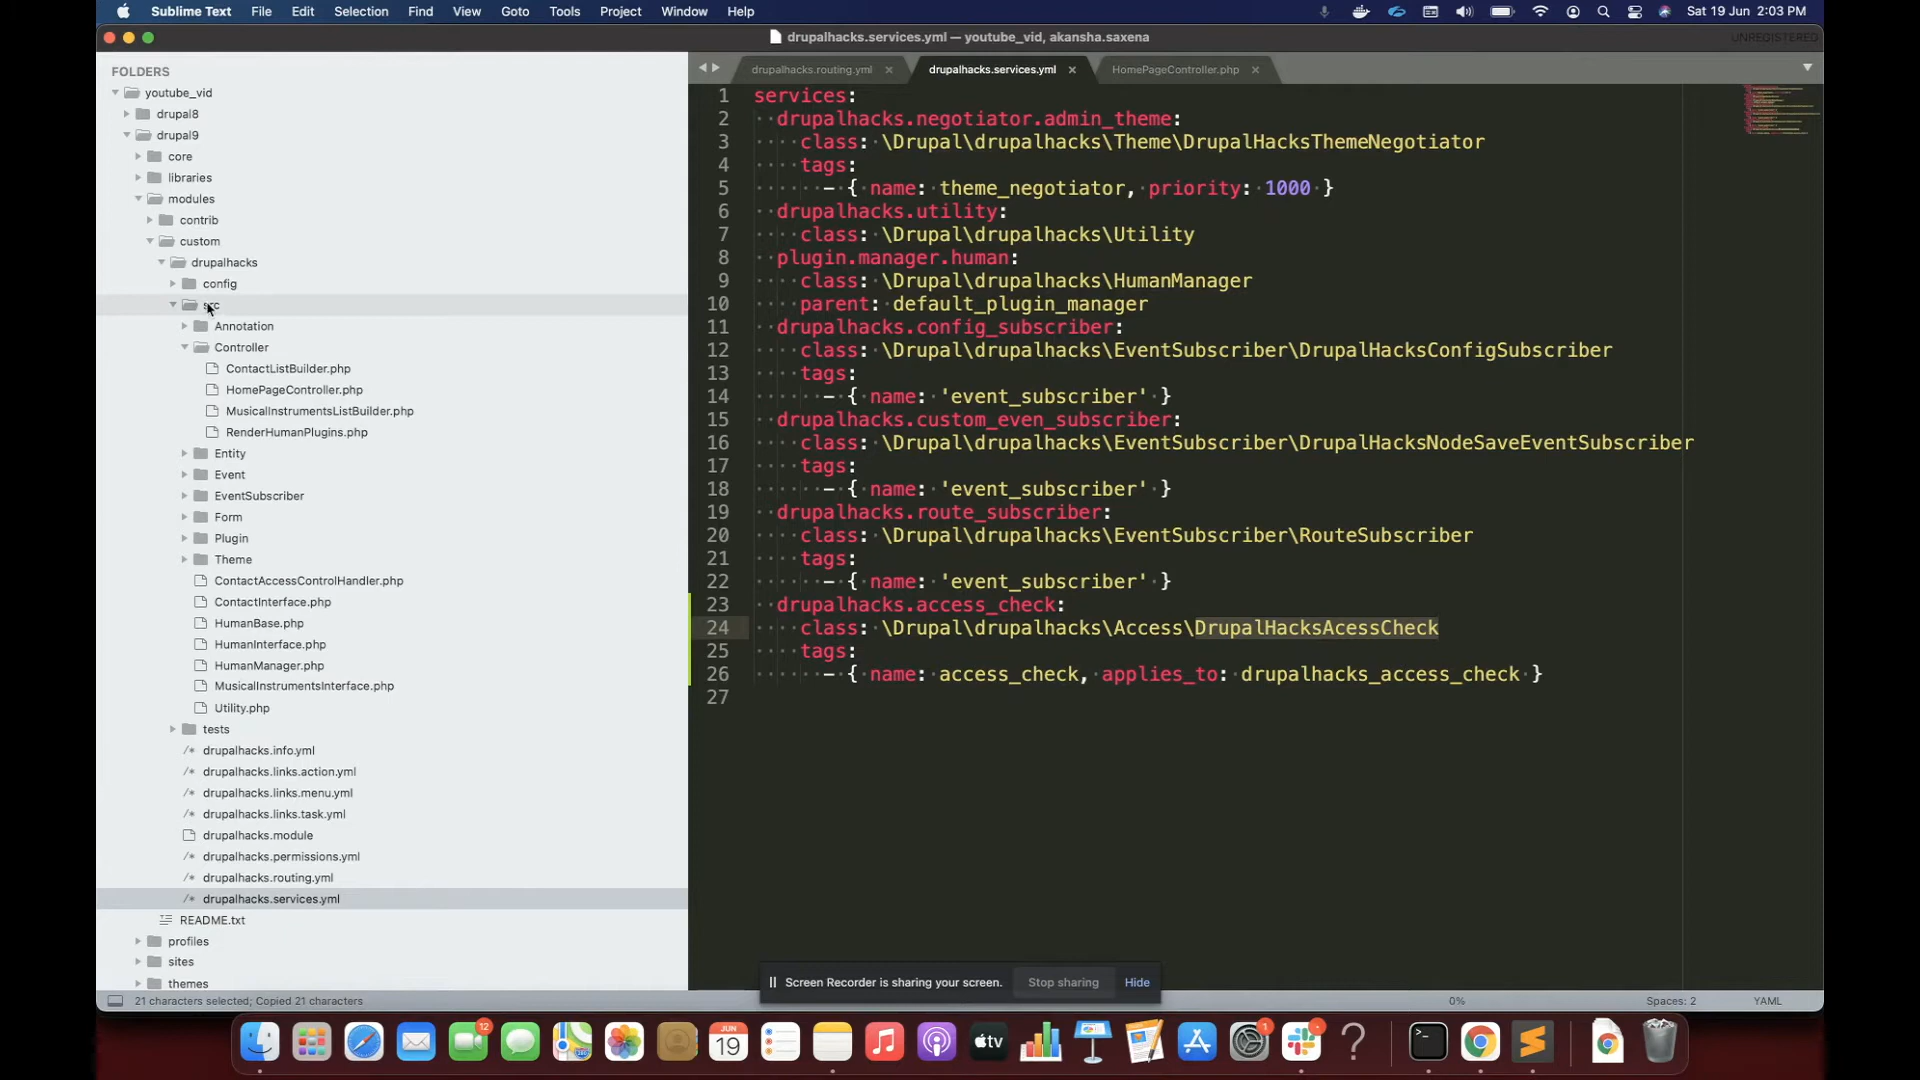 Sublime Text File Edit Selection Find View Goto Tools Project Window Help Sat 19 Jun 2:03 PM
drupalhacks.services.yml — youtube_vid, akansha.saxena
UNREGISTERED
FOLDERS
youtube_vid
drupal8
drupal9
core
libraries
modules
contrib
custom
drupalhacks
config
src
Annotation
Controller
ContactListBuilder.php
HomePageController.php
MusicalInstrumentsListBuilder.php
RenderHumanPlugins.php
Entity
Event
EventSubscriber
Form
Plugin
Theme
ContactAccessControlHandler.php
ContactInterface.php
HumanBase.php
HumanInterface.php
HumanManager.php
MusicalInstrumentsInterface.php
Utility.php
tests
drupalhacks.info.yml
drupalhacks.links.action.yml
drupalhacks.links.menu.yml
drupalhacks.links.task.yml
drupalhacks.module
drupalhacks.permissions.yml
drupalhacks.routing.yml
drupalhacks.services.yml
README.txt
profiles
sites
themes
drupalhacks.routing.yml drupalhacks.services.yml HomePageController.php
1 services:
2 drupalhacks.negotiator.admin_theme:
3 class: \Drupal\drupalhacks\Theme\DrupalHacksThemeNegotiator
4 tags:
5 - { name: theme_negotiator, priority: 1000 }
6 drupalhacks.utility:
7 class: \Drupal\drupalhacks\Utility
8 plugin.manager.human:
9 class: \Drupal\drupalhacks\HumanManager
10 parent: default_plugin_manager
11 drupalhacks.config_subscriber:
12 class: \Drupal\drupalhacks\EventSubscriber\DrupalHacksConfigSubscriber
13 tags:
14 - { name: 'event_subscriber' }
15 drupalhacks.custom_even_subscriber:
16 class: \Drupal\drupalhacks\EventSubscriber\DrupalHacksNodeSaveEventSubscriber
17 tags:
18 - { name: 'event_subscriber' }
19 drupalhacks.route_subscriber:
20 class: \Drupal\drupalhacks\EventSubscriber\RouteSubscriber
21 tags:
22 - { name: 'event_subscriber' }
23 drupalhacks.access_check:
24 class: \Drupal\drupalhacks\Access\DrupalHacksAcessCheck
25 tags:
26 - { name: access_check, applies_to: drupalhacks_access_check }
27
Screen Recorder is sharing your screen. Stop sharing Hide
21 characters selected; Copied 21 characters 0% Spaces: 2 YAML
12
JUN
19
tv
1